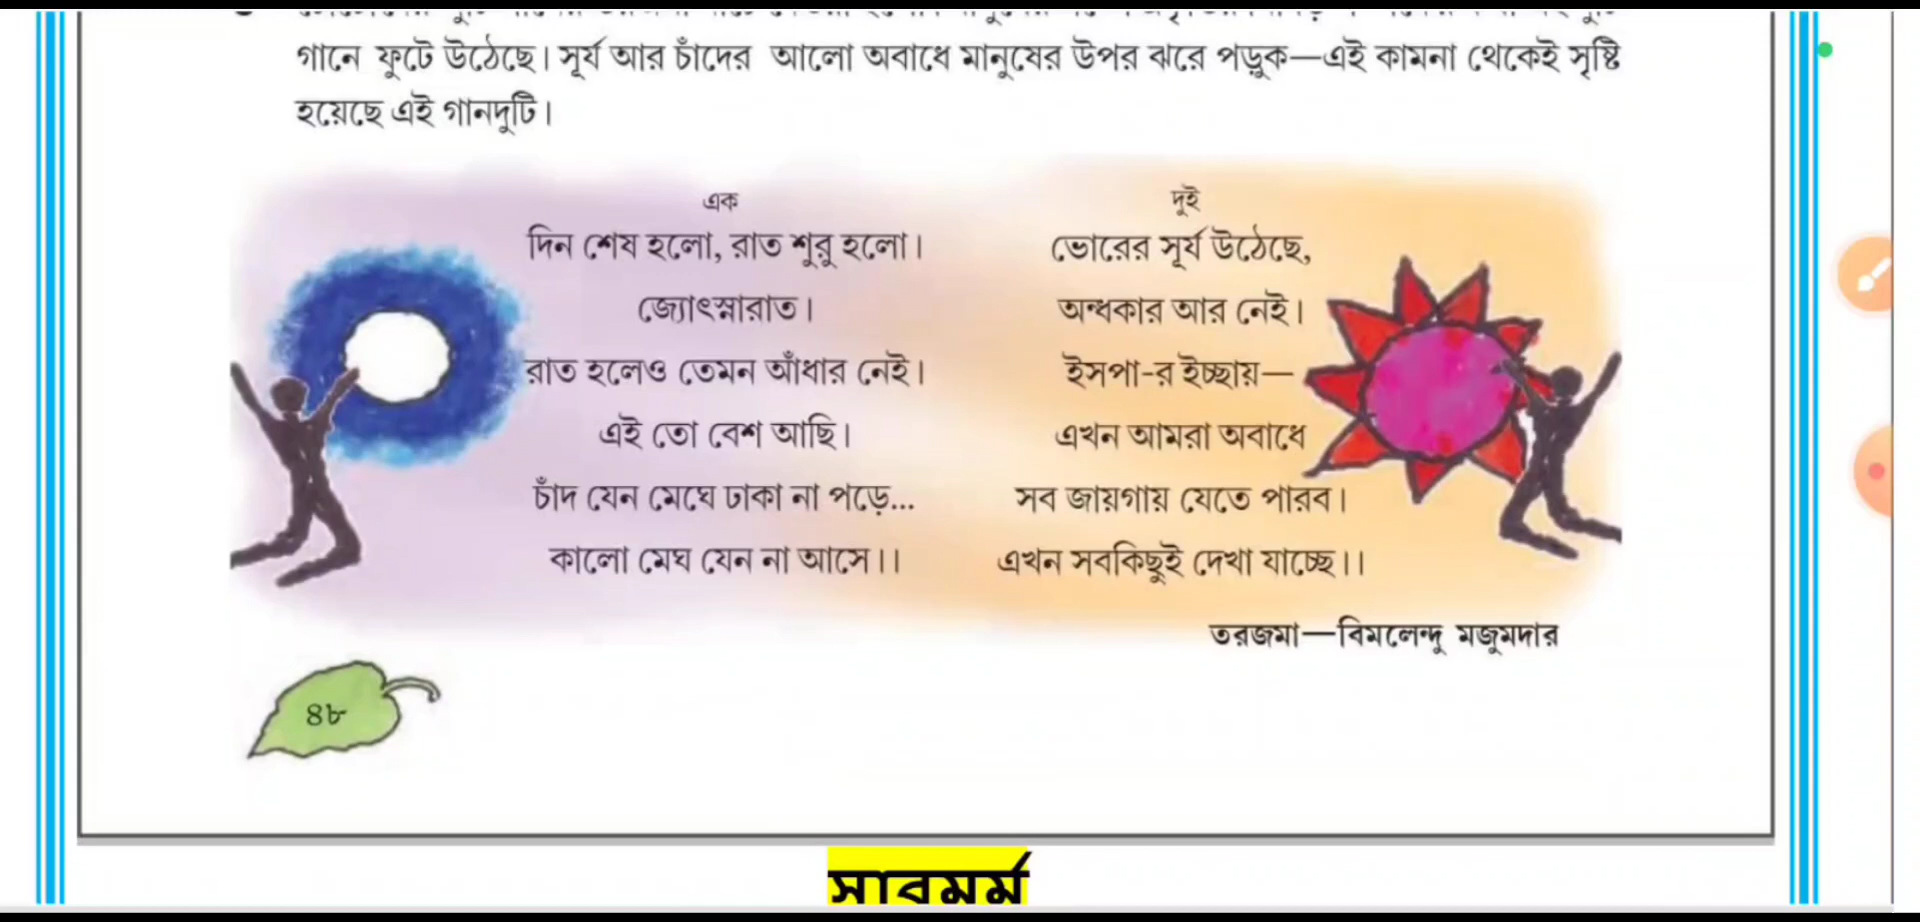 গানে ফুটে উঠেছে। সূর্য আর চাঁদের আলো অবাধে মানুষের উপর ঝরে পড়ুক—এই কামনা থেকেই সৃষ্টি
হয়েছে এই গানদুটি।
এক
দিন শেষ হলো, রাত শুরু হলো।
জ্যোৎস্নারাত।
রাত হলেও তেমন আঁধার নেই।
এই তো বেশ আছি।
চাঁদ যেন মেঘে ঢাকা না পড়ে...
কালো মেঘ যেন না আসে।।
দুই
ভোরের সূর্য উঠেছে,
অন্ধকার আর নেই।
ইসপা-র ইচ্ছায়—
এখন আমরা অবাধে
সব জায়গায় যেতে পারব।
এখন সবকিছুই দেখা যাচ্ছে।।
তরজমা—বিমলেন্দু মজুমদার
৪৮
সারমর্ম